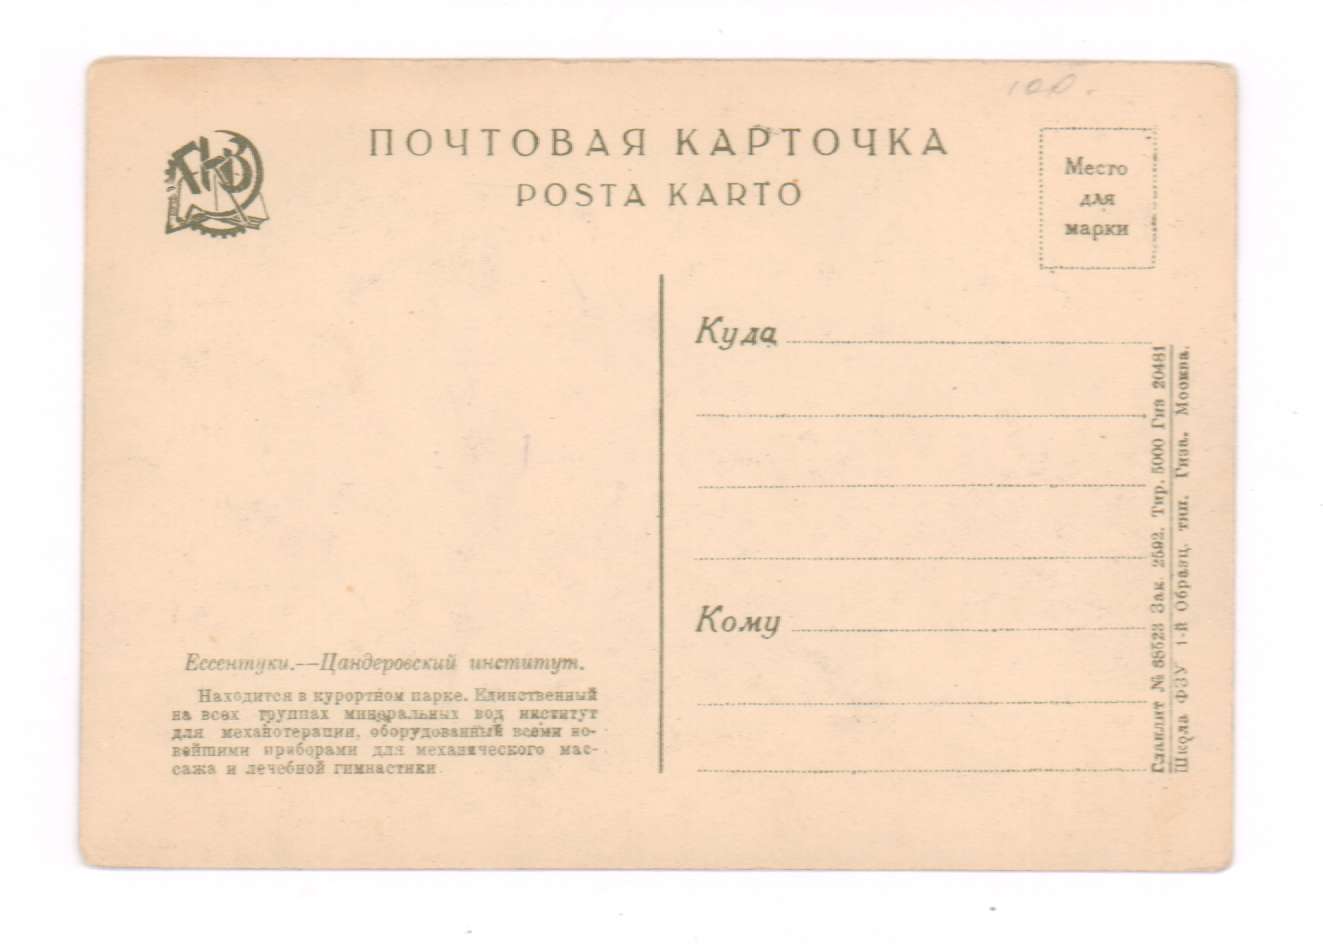 ПОЧТОВАЯ КАРТОЧКА
POSTA KARTO
Место
для
марки
Куда
Кому
Ессентуки.—Цандеровский институт.
Находится в курортном парке. Единственный
на всех группах минеральных вод институт
для механотерапии, оборудованный всеми но-
вейшими приборами для механического мас-
сажа и лечебной гимнастики
Главлит № 68523 Зак. 2592. Тир. 5000 Гиз 20481
Школа ФЗУ 1-й Образц. тип. Гиза. Москва.